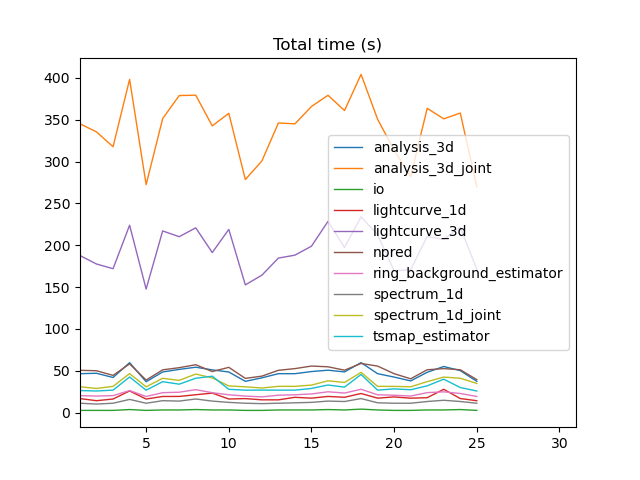 Total time (s)
400
350
300
250
200
150
100
50
0
analysis_3d
analysis_3d_joint
io
lightcurve_1d
lightcurve_3d
npred
ring_background_estimator
spectrum_1d
spectrum_1d_joint
tsmap_estimator
5 10 15 20 25 30